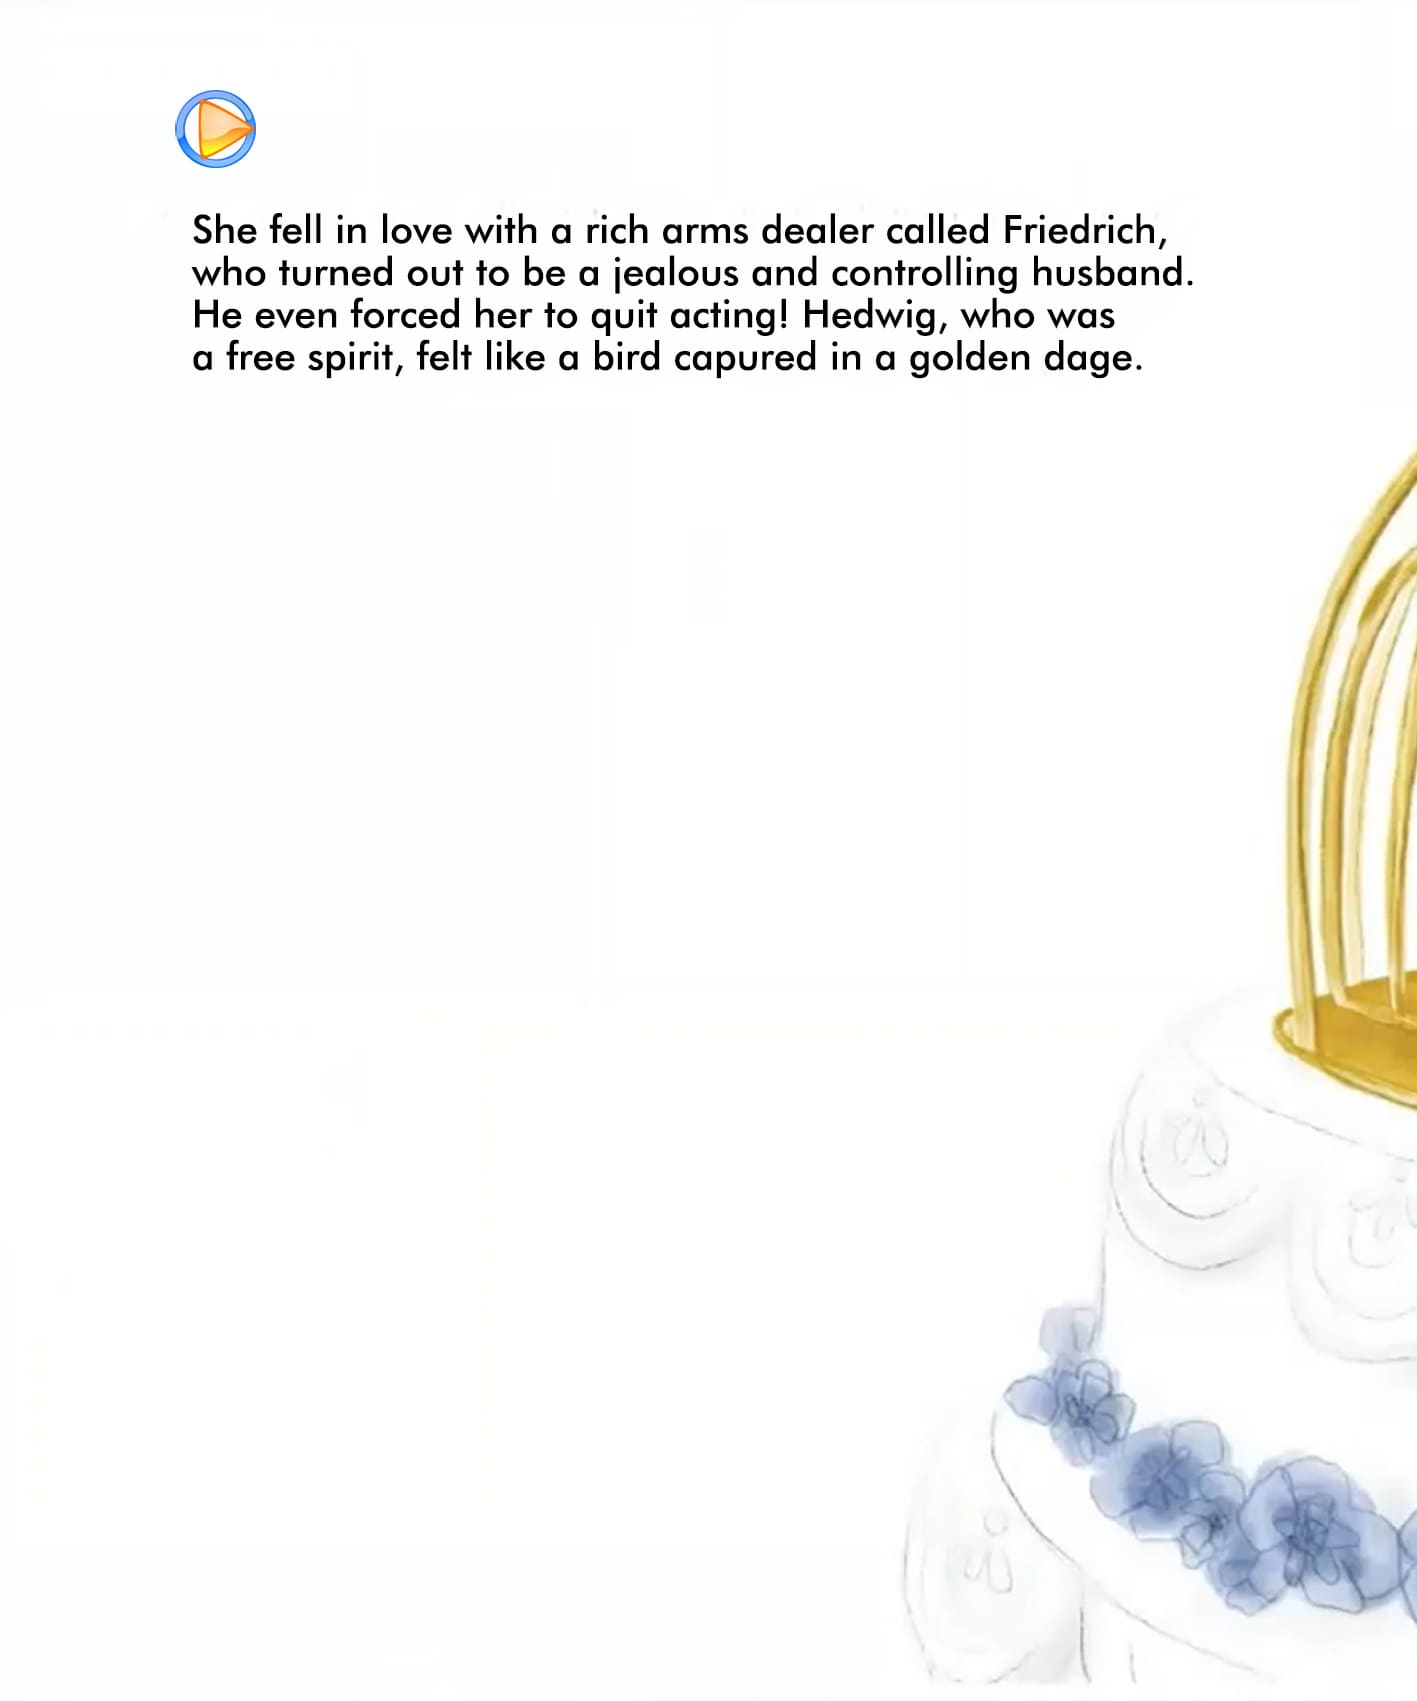 She fell in love with a rich arms dealer called Friedrich,
who turned out to be a jealous and controlling husband.
He even forced her to quit acting! Hedwig, who was
a free spirit, felt like a bird capured in a golden dage.